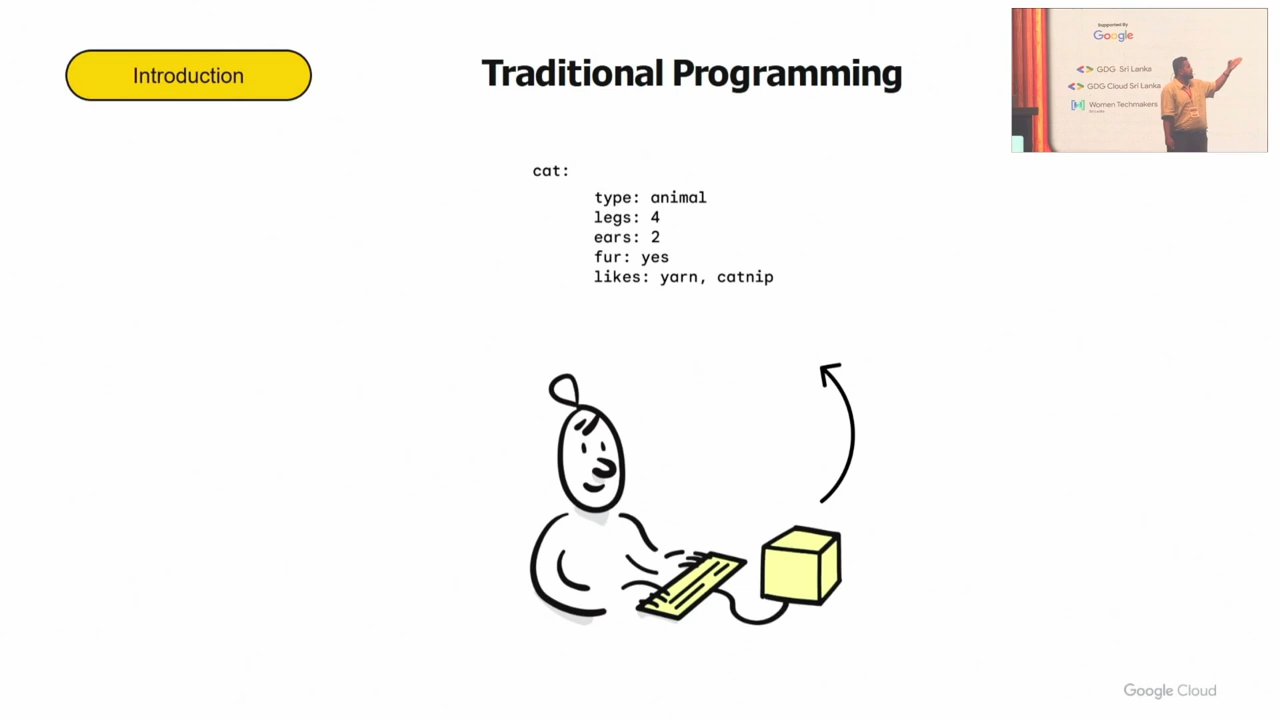 Introduction
Traditional Programming
Supported By
Google
GDG Sri Lanka
GDG Cloud Sri Lanka
Women Techmakers
cat:
type: animal
legs: 4
ears: 2
fur: yes
likes: yarn, catnip
Google Cloud